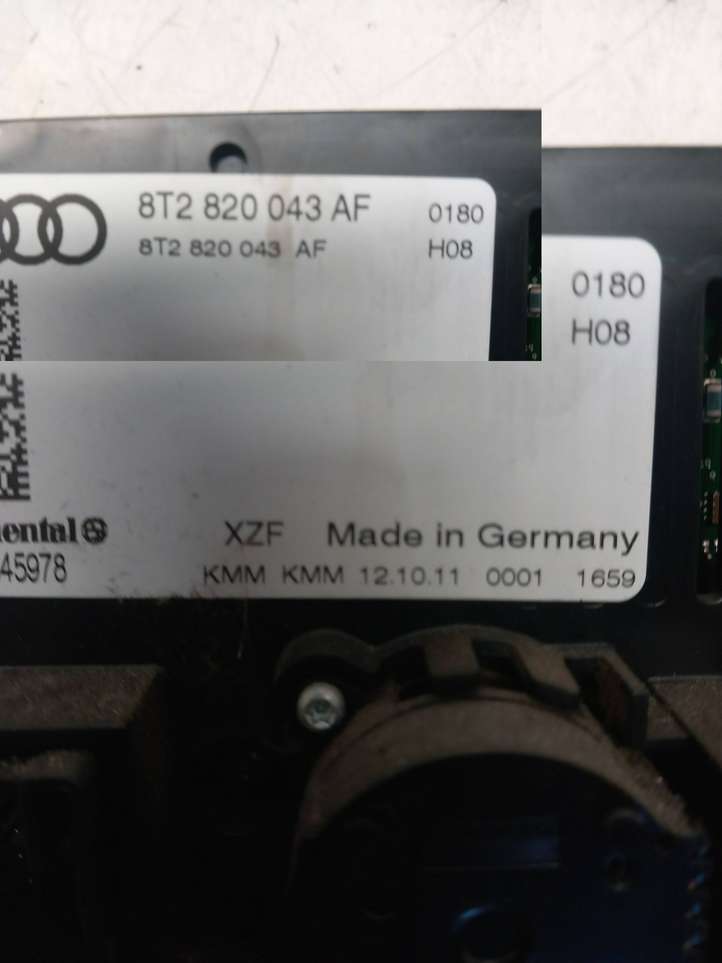 8T2 820 043 AF 0180
8T2 820 043 AF H08
0180
H08
XZF Made in Germany
45978
KMM KMM 12.10.11 0001 1659